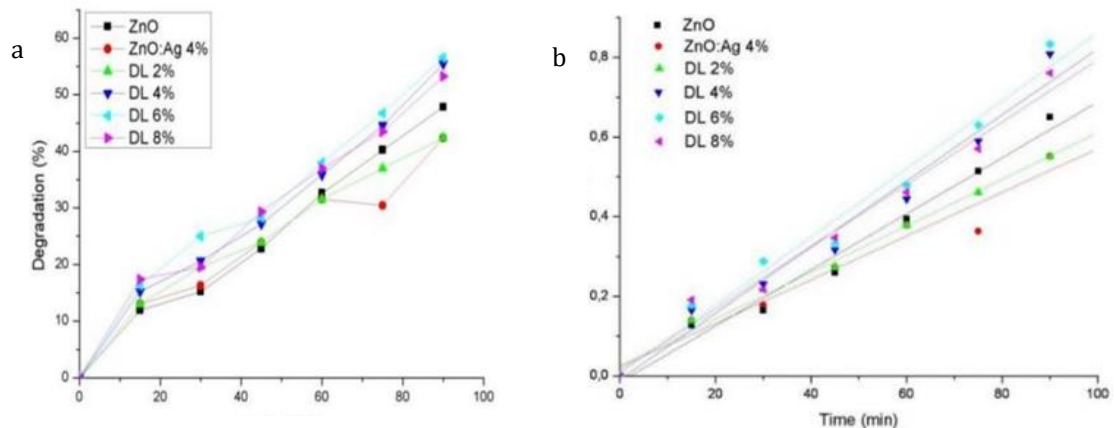 a
Degradation (%)
60
50
40
30
20
10
0
0 20 40 60 80 100
ZnO
ZnO:Ag 4%
DL 2%
DL 4%
DL 6%
DL 8%
b
0,8
0,6
0,4
0,2
0,0
0 20 40 60 80 100
Time (min)
ZnO
ZnO:Ag 4%
DL 2%
DL 4%
DL 6%
DL 8%